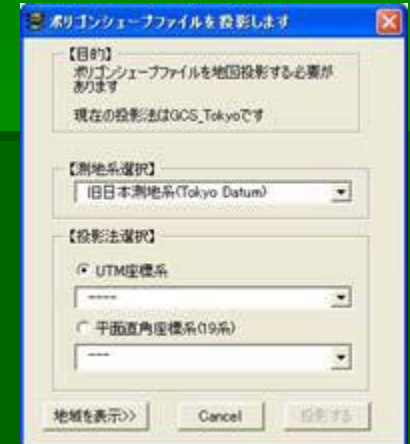 ポリゴンシェープファイルを投影します
【目的】
ポリゴンシェープファイルを地図投影する必要が
あります
現在の投影法はGCS_Tokyoです
【測地系選択】
旧日本測地系(Tokyo Datum)
【投影法選択】
UTM座標系
----
平面直角座標系(19系)
---
地域を表示>>
Cancel
投影する